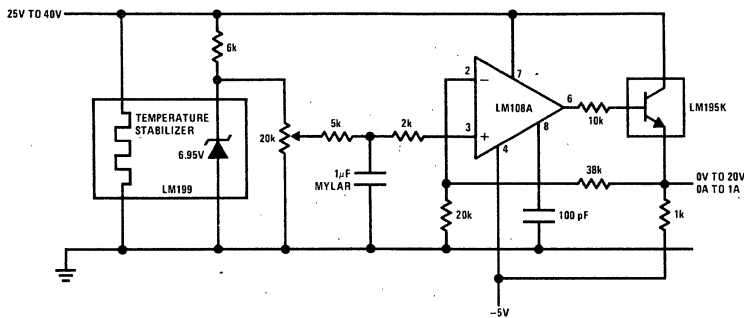 25V TO 40V
6k
TEMPERATURE
STABILIZER
6.95V
LM199
20k
5k
1μF
MYLAR
2k
2
3
7
LM108A
6
8
4
10k
LM195K
38k
20k
100 pF
0V TO 20V
0A TO 1A
1k
−5V